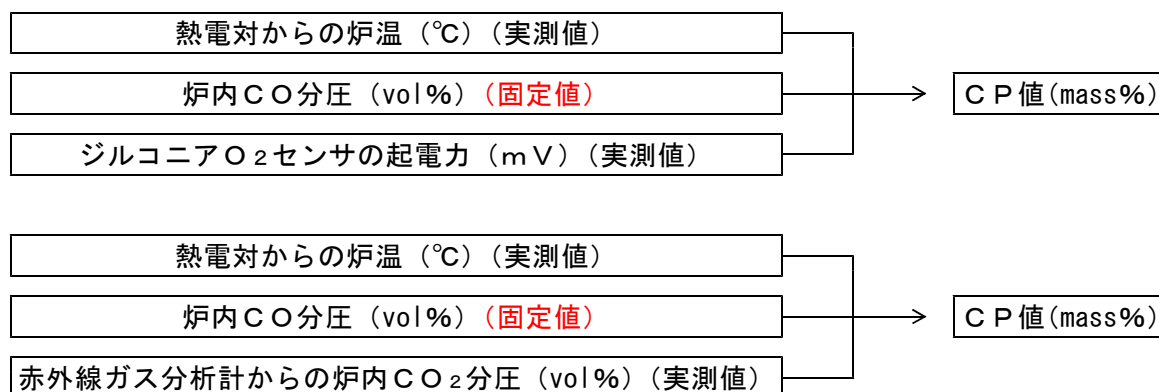 熱電対からの炉温(℃)(実測値)
炉内CO分圧(vol%)(固定値)
CP値(mass%)
ジルコニアO2センサの起電力(mV)(実測値)
熱電対からの炉温(℃)(実測値)
炉内CO分圧(vol%)(固定値)
CP値(mass%)
赤外線ガス分析計からの炉内CO2分圧(vol%)(実測値)